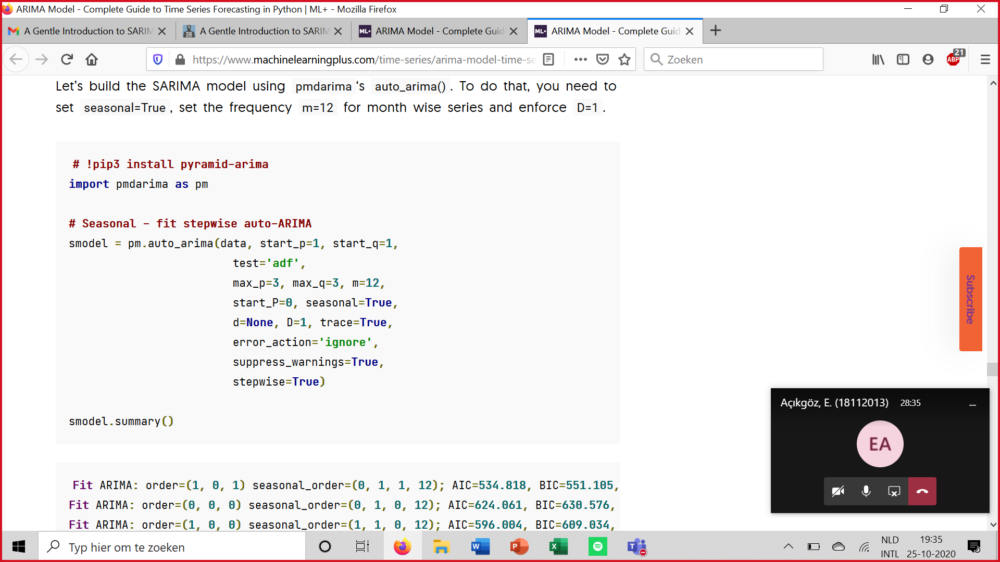 ARIMA Model - Complete Guide to Time Series Forecasting in Python | ML+ - Mozilla Firefox
A Gentle Introduction to SARIM
A Gentle Introduction to SARIM
ML+ ARIMA Model - Complete Guid
ML+ ARIMA Model - Complete Guid
https://www.machinelearningplus.com/time-series/arima-model-time-se
Zoeken
ABP 21
Let’s build the SARIMA model using pmdarima ‘s auto_arima() . To do that, you need to
set seasonal=True , set the frequency m=12 for month wise series and enforce D=1 .
# !pip3 install pyramid-arima
import pmdarima as pm
# Seasonal - fit stepwise auto-ARIMA
smodel = pm.auto_arima(data, start_p=1, start_q=1,
test='adf',
max_p=3, max_q=3, m=12,
start_P=0, seasonal=True,
d=None, D=1, trace=True,
error_action='ignore',
suppress_warnings=True,
stepwise=True)
smodel.summary()
Fit ARIMA: order=(1, 0, 1) seasonal_order=(0, 1, 1, 12); AIC=534.818, BIC=551.105,
Fit ARIMA: order=(0, 0, 0) seasonal_order=(0, 1, 0, 12); AIC=624.061, BIC=630.576,
Fit ARIMA: order=(1, 0, 0) seasonal_order=(1, 1, 0, 12); AIC=596.004, BIC=609.034,
Subscribe
Açıkgöz, E. (18112013) 28:35
EA
Typ hier om te zoeken
W
P
X
T
NLD
INTL
19:35
25-10-2020